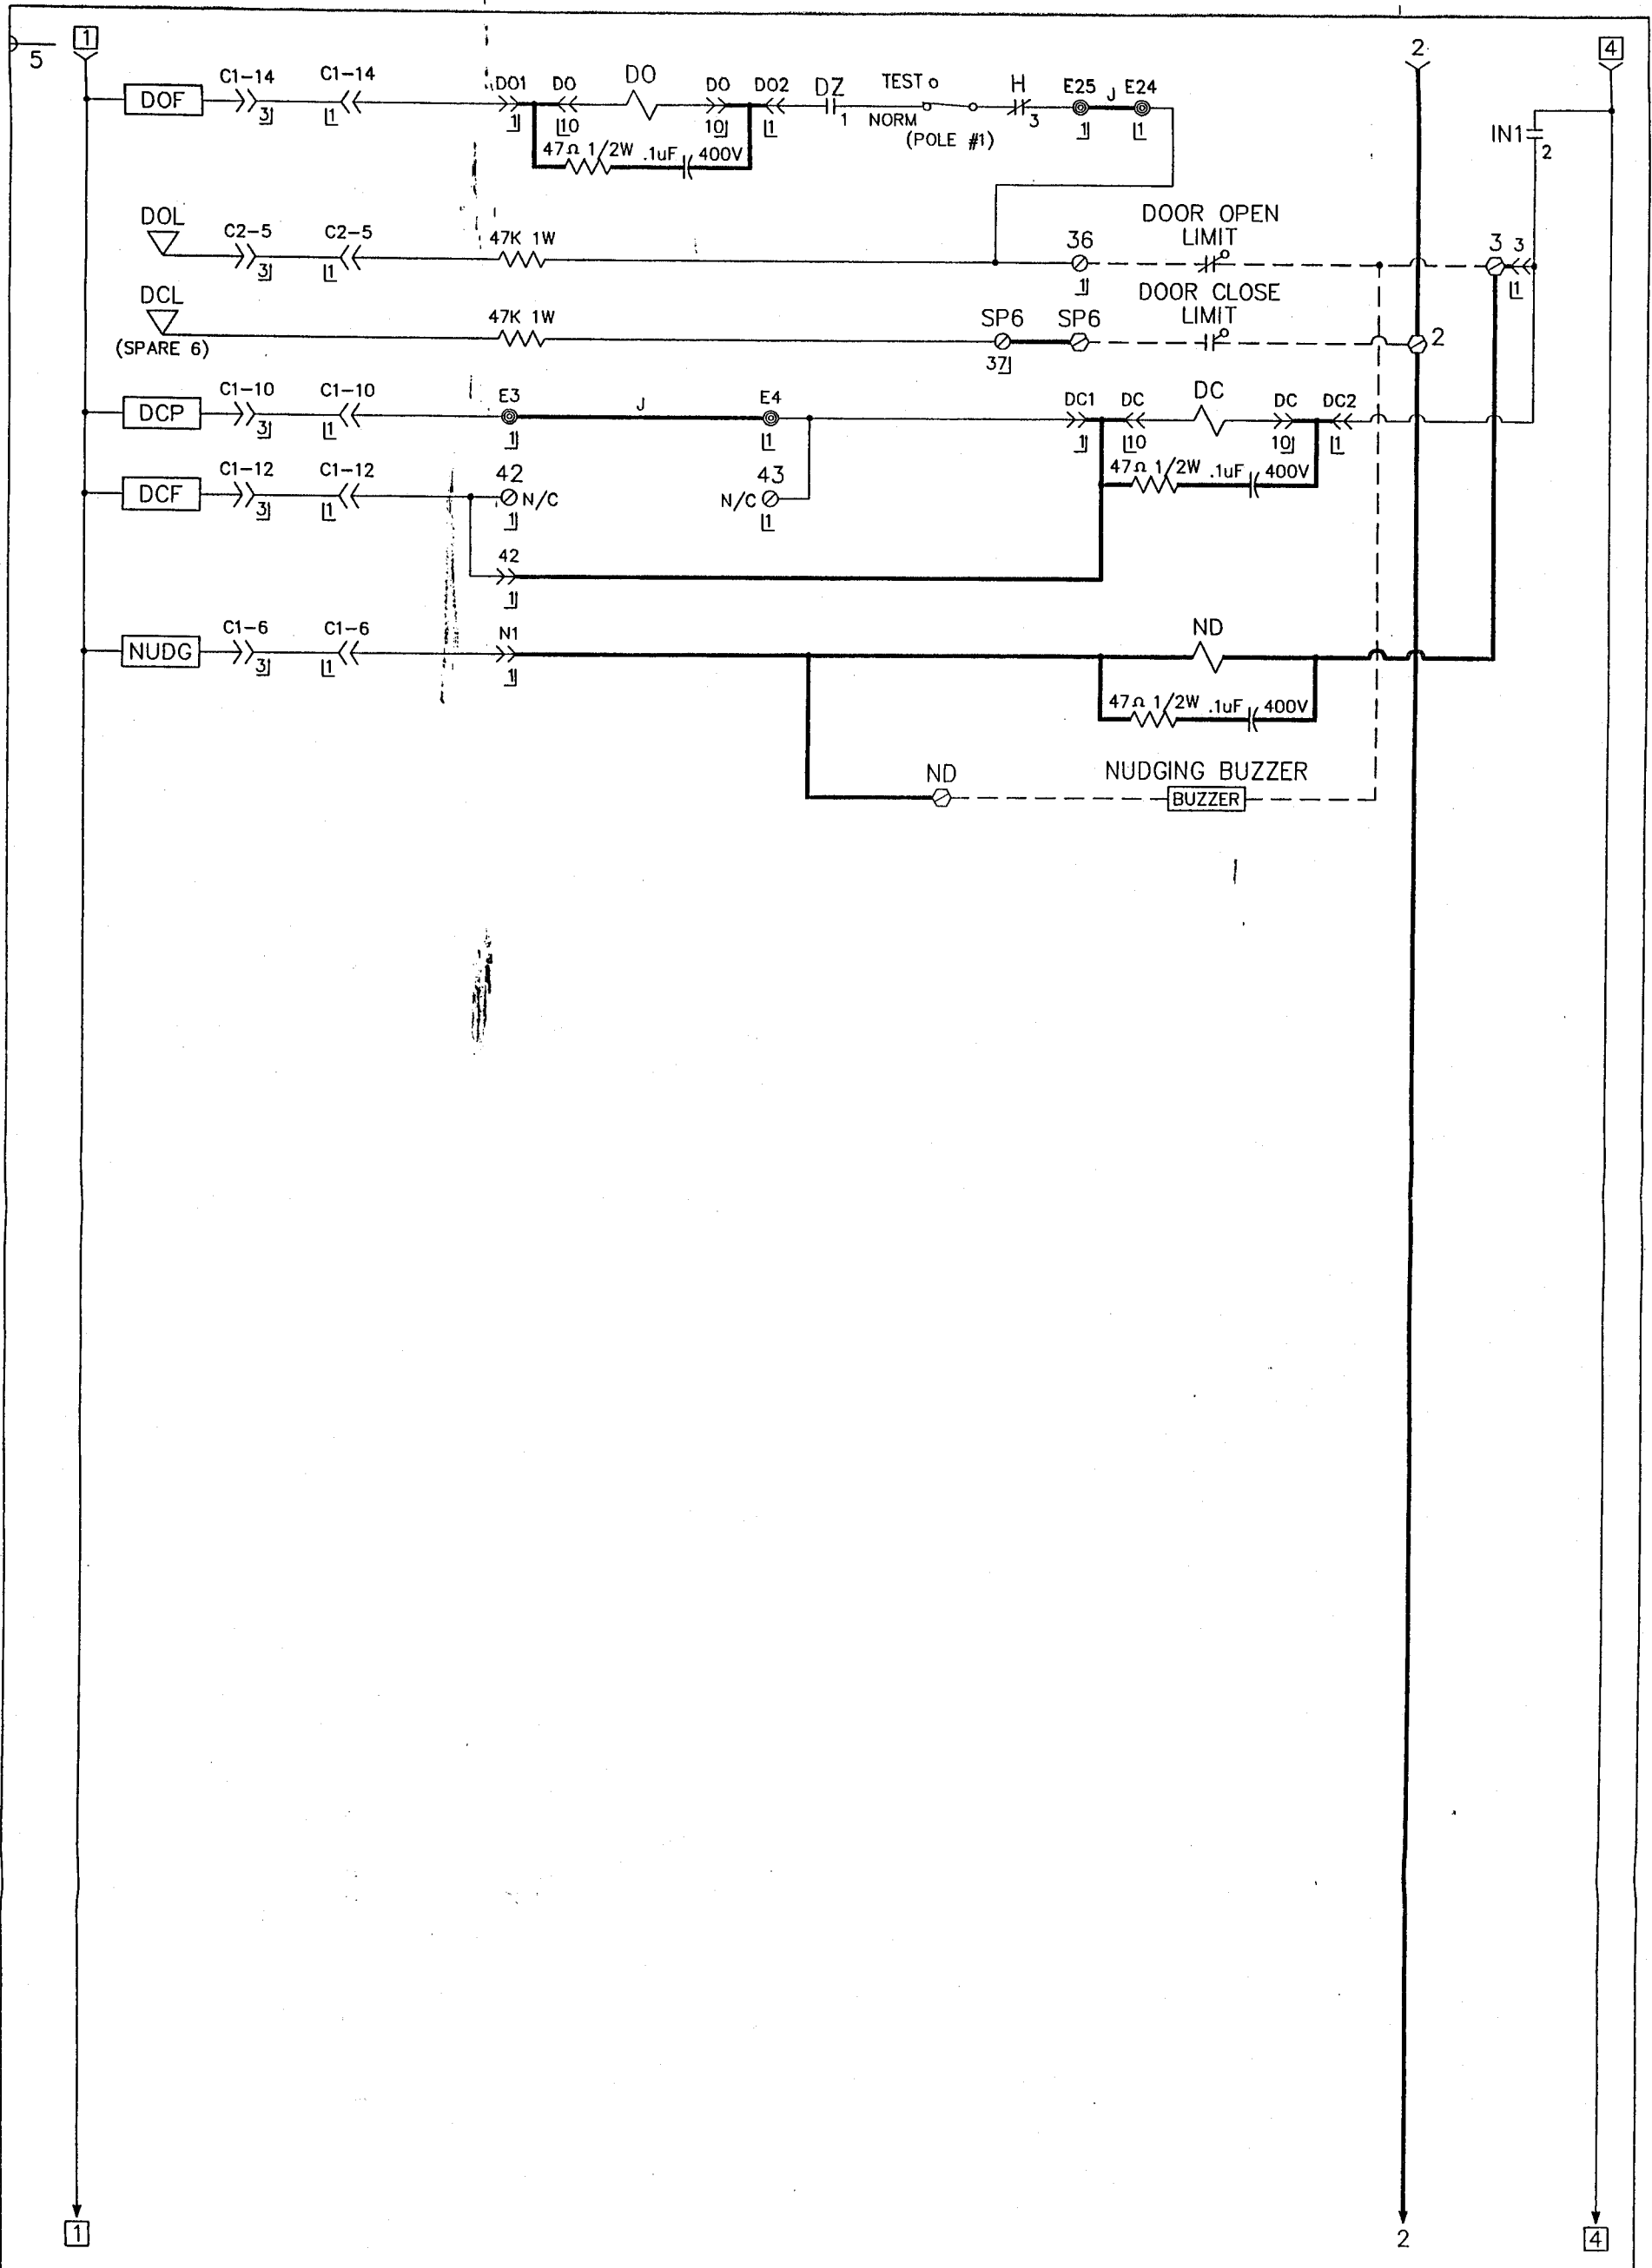 5
1
2
4
DOF
C1-14
C1-14
3
1
DO1
DO
DO
DO
DO2
DZ
TEST
H
E25
J
E24
1
10
10
1
1
NORM
(POLE #1)
3
1
1
47Ω 1/2W .1uF 400V
IN1
2
DOL
C2-5
C2-5
3
1
47K 1W
36
1
DOOR OPEN
LIMIT
3
3
1
DCL
(SPARE 6)
47K 1W
SP6
SP6
37
DOOR CLOSE
LIMIT
2
DCP
C1-10
C1-10
3
1
E3
J
E4
1
1
DC1
DC
DC
DC
DC2
1
10
10
1
47Ω 1/2W .1uF 400V
DCF
C1-12
C1-12
3
1
42
N/C
1
43
N/C
1
42
1
NUDG
C1-6
C1-6
3
1
N1
1
ND
47Ω 1/2W .1uF 400V
ND
NUDGING BUZZER
BUZZER
1
2
4